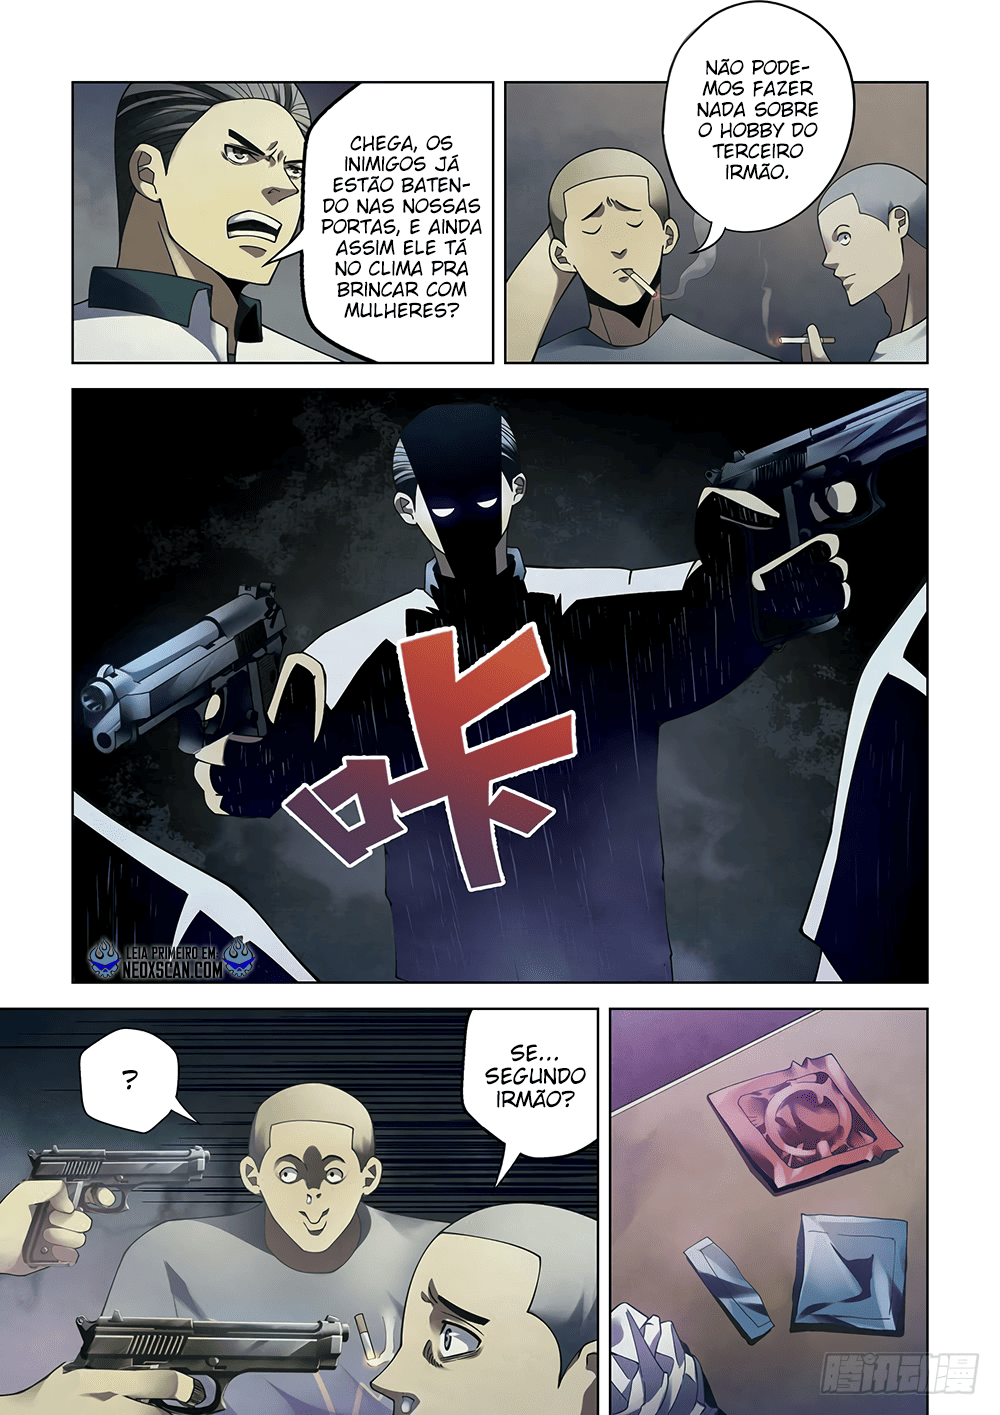 CHEGA, OS
INIMIGOS JÁ
ESTÃO BATEN-
DO NAS NOSSAS
PORTAS, E AINDA
ASSIM ELE TÁ
NO CLIMA PRA
BRINCAR COM
MULHERES?
NÃO PODE-
MOS FAZER
NADA SOBRE
O HOBBY DO
TERCEIRO
IRMÃO.
咔
LEIA PRIMEIRO EM
NEOXSCAN.COM
?
SE...
SEGUNDO
IRMÃO?
腾讯动漫